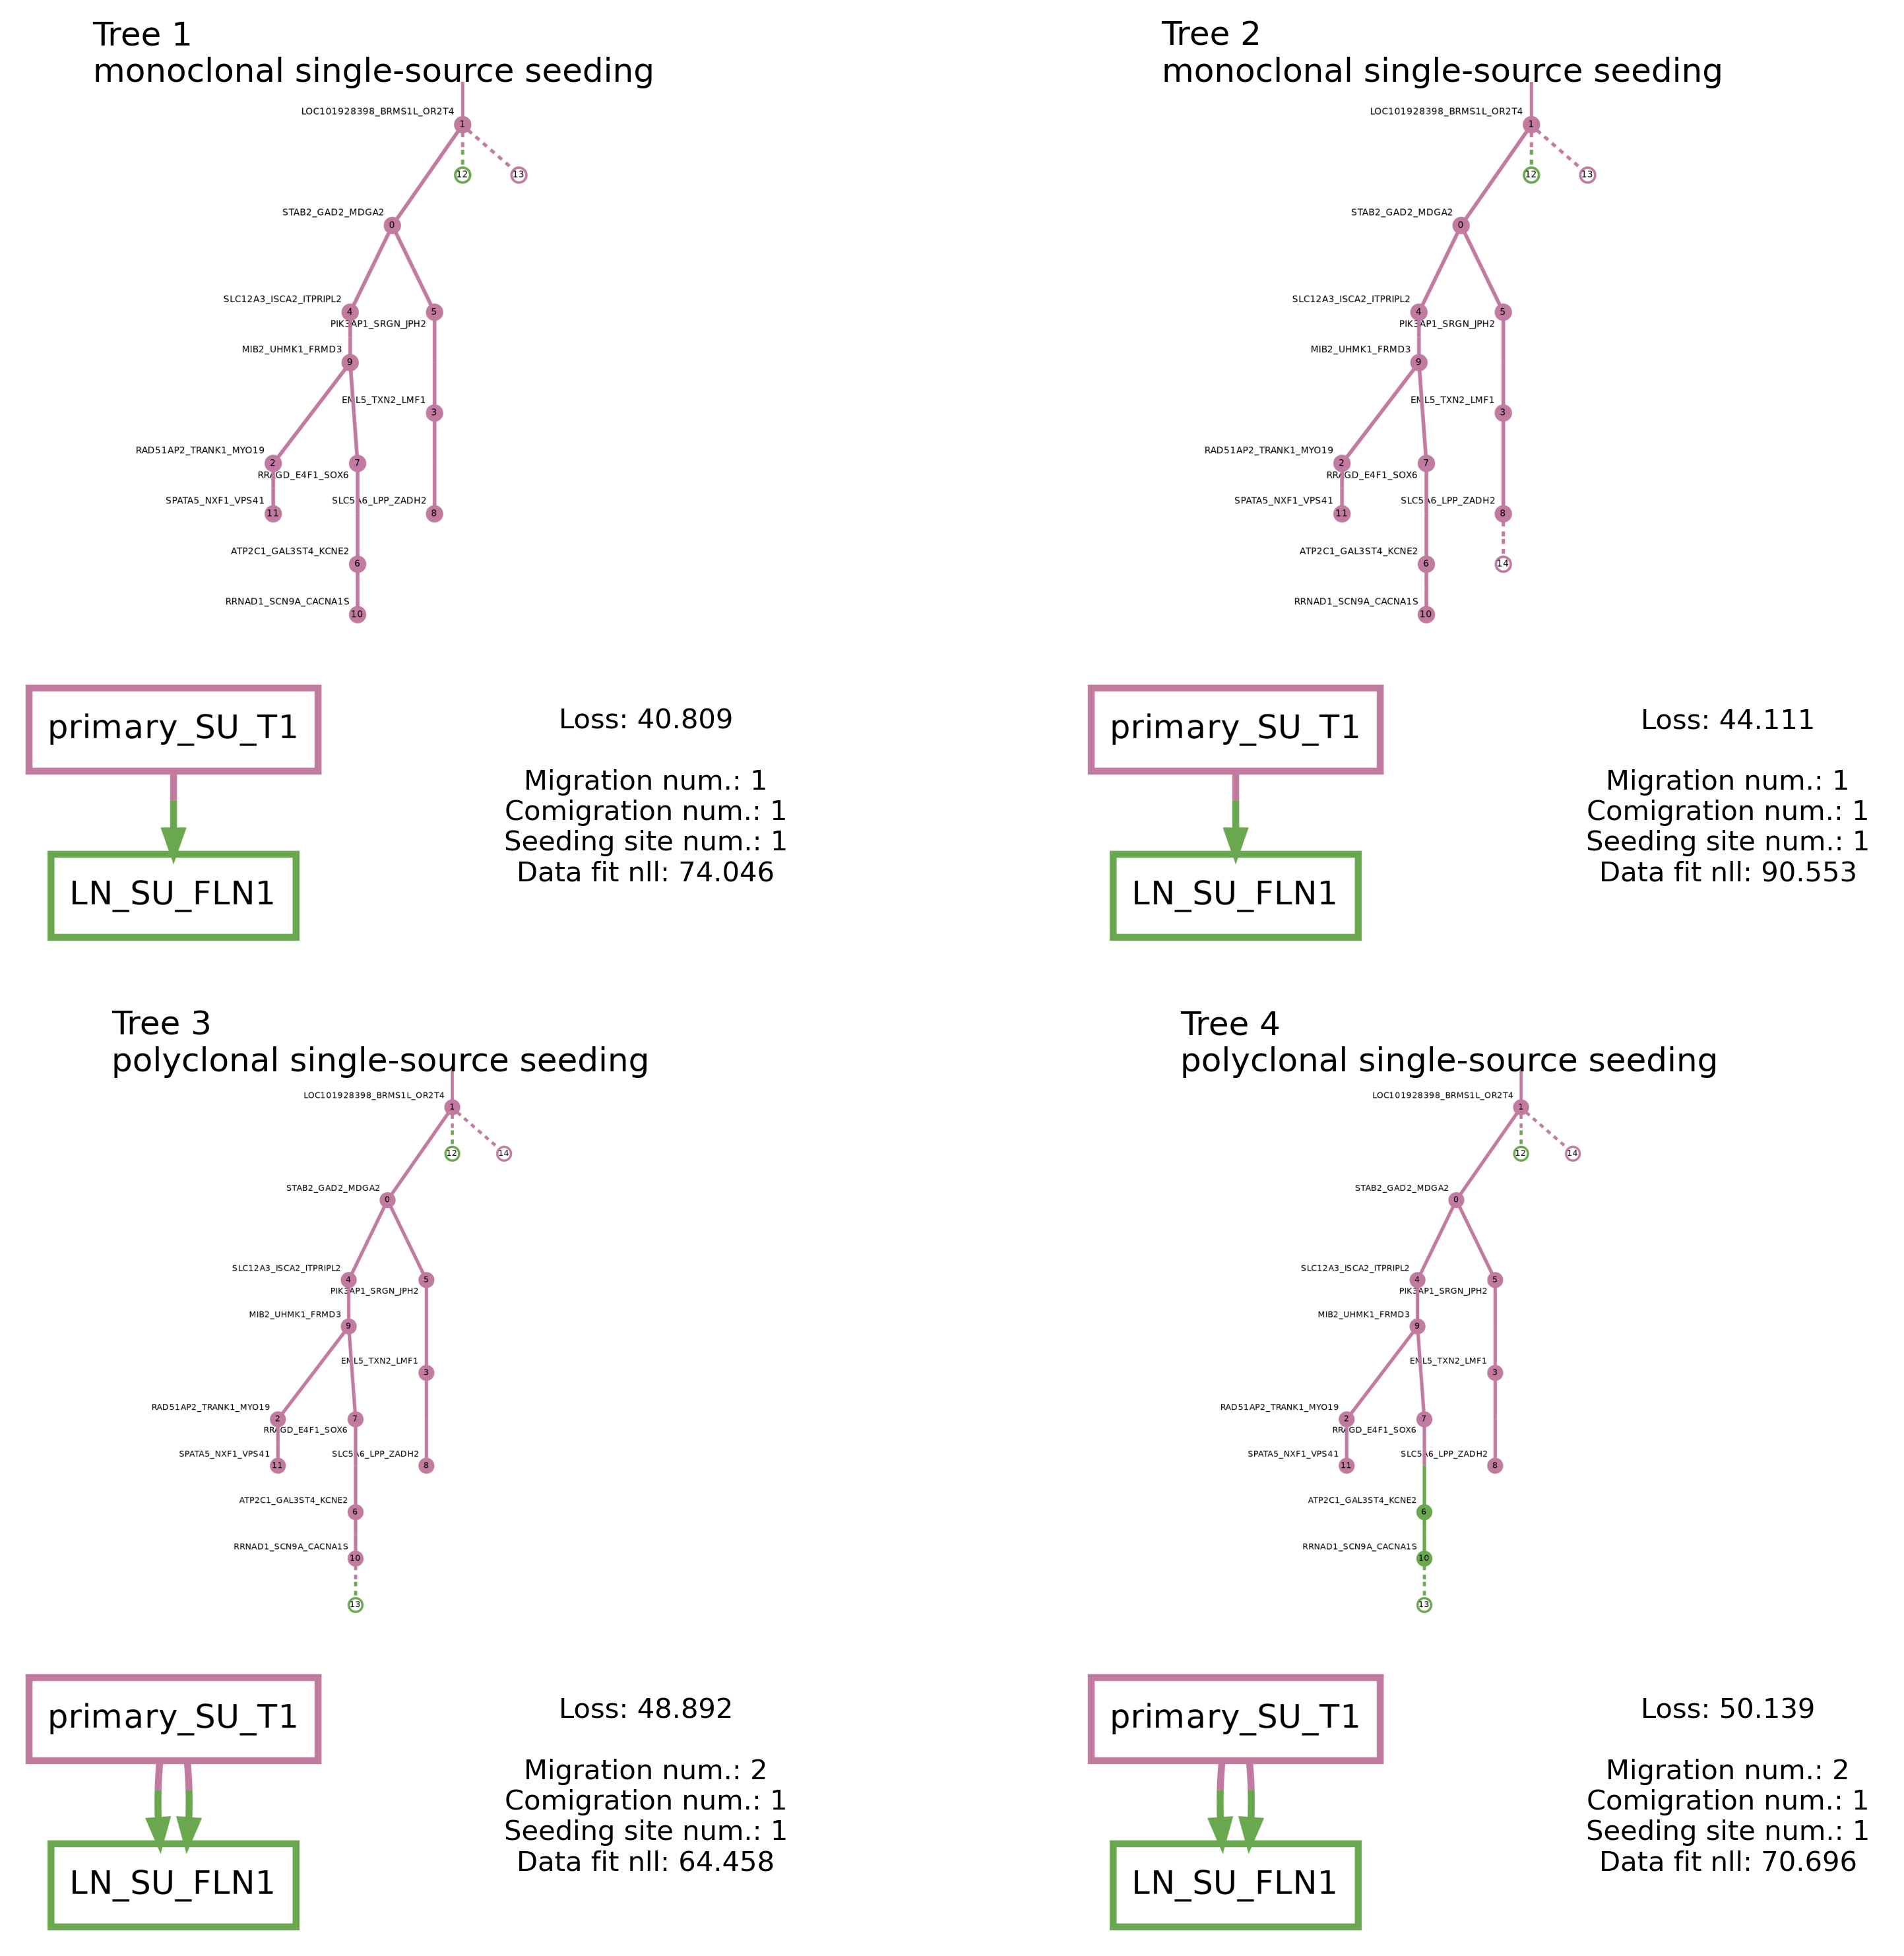 Tree 1
monoclonal single-source seeding
LOC101928398_BRMS1L_OR2T4
1
12
13
STAB2_GAD2_MDGA2
0
SLC12A3_ISCA2_ITPRIPL2
4
5
PIK3AP1_SRGN_JPH2
MIB2_UHMK1_FRMD3
9
EML5_TXN2_LMF1
3
RAD51AP2_TRANK1_MYO19
2
7
RRAGD_E4F1_SOX6
SPATA5_NXF1_VPS41
11
SLC5A6_LPP_ZADH2
8
ATP2C1_GAL3ST4_KCNE2
6
RRNAD1_SCN9A_CACNA1S
10
primary_SU_T1
LN_SU_FLN1
Loss: 40.809
Migration num.: 1
Comigration num.: 1
Seeding site num.: 1
Data fit nll: 74.046
Tree 2
monoclonal single-source seeding
LOC101928398_BRMS1L_OR2T4
1
12
13
STAB2_GAD2_MDGA2
0
SLC12A3_ISCA2_ITPRIPL2
4
5
PIK3AP1_SRGN_JPH2
MIB2_UHMK1_FRMD3
9
EML5_TXN2_LMF1
3
RAD51AP2_TRANK1_MYO19
2
7
RRAGD_E4F1_SOX6
SPATA5_NXF1_VPS41
11
SLC5A6_LPP_ZADH2
8
ATP2C1_GAL3ST4_KCNE2
6
14
RRNAD1_SCN9A_CACNA1S
10
primary_SU_T1
LN_SU_FLN1
Loss: 44.111
Migration num.: 1
Comigration num.: 1
Seeding site num.: 1
Data fit nll: 90.553
Tree 3
polyclonal single-source seeding
LOC101928398_BRMS1L_OR2T4
1
12
14
STAB2_GAD2_MDGA2
0
SLC12A3_ISCA2_ITPRIPL2
4
5
PIK3AP1_SRGN_JPH2
MIB2_UHMK1_FRMD3
9
EML5_TXN2_LMF1
3
RAD51AP2_TRANK1_MYO19
2
7
RRAGD_E4F1_SOX6
SPATA5_NXF1_VPS41
11
SLC5A6_LPP_ZADH2
8
ATP2C1_GAL3ST4_KCNE2
6
RRNAD1_SCN9A_CACNA1S
10
13
primary_SU_T1
LN_SU_FLN1
Loss: 48.892
Migration num.: 2
Comigration num.: 1
Seeding site num.: 1
Data fit nll: 64.458
Tree 4
polyclonal single-source seeding
LOC101928398_BRMS1L_OR2T4
1
12
14
STAB2_GAD2_MDGA2
0
SLC12A3_ISCA2_ITPRIPL2
4
5
PIK3AP1_SRGN_JPH2
MIB2_UHMK1_FRMD3
9
EML5_TXN2_LMF1
3
RAD51AP2_TRANK1_MYO19
2
7
RRAGD_E4F1_SOX6
SPATA5_NXF1_VPS41
11
SLC5A6_LPP_ZADH2
8
ATP2C1_GAL3ST4_KCNE2
6
RRNAD1_SCN9A_CACNA1S
10
13
primary_SU_T1
LN_SU_FLN1
Loss: 50.139
Migration num.: 2
Comigration num.: 1
Seeding site num.: 1
Data fit nll: 70.696